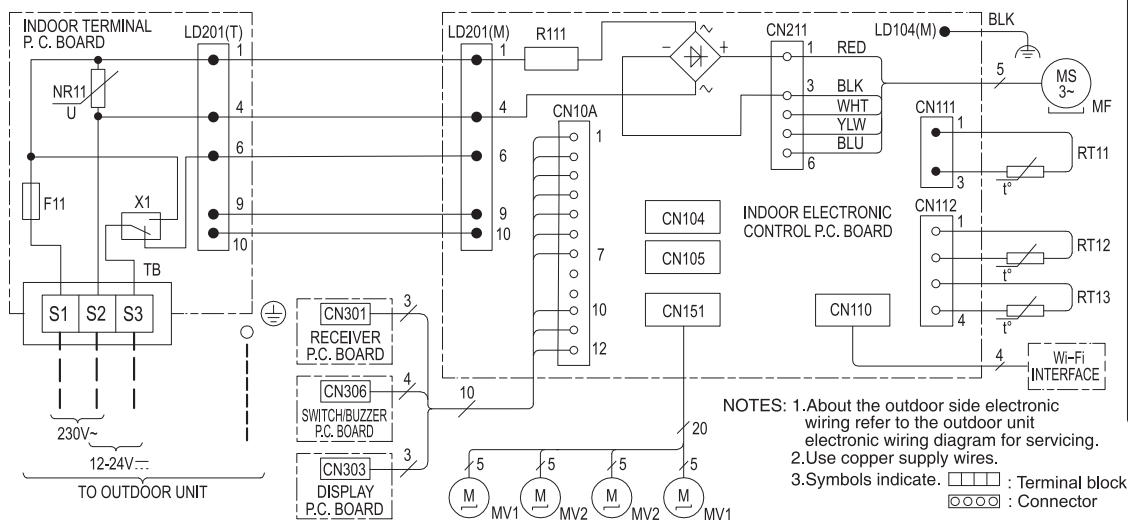 INDOOR TERMINAL
P. C. BOARD
LD201(T)
NR11
U
F11
X1
TB
1
4
6
9
10
S1
S2
S3
230V~
12-24V⎓
TO OUTDOOR UNIT
LD201(M)
1
4
6
9
10
R111
~
−
+
~
CN211
1
3
6
RED
BLK
WHT
YLW
BLU
LD104(M)
BLK
5
MS
3~
MF
CN10A
1
7
10
12
CN104
CN105
CN151
INDOOR ELECTRONIC
CONTROL P.C. BOARD
CN110
CN111
1
3
t°
RT11
CN112
1
4
t°
RT12
t°
RT13
4
Wi-Fi
INTERFACE
CN301
3
RECEIVER
P.C. BOARD
CN306
4
SWITCH/BUZZER
P.C. BOARD
CN303
3
DISPLAY
P.C. BOARD
10
20
5
5
5
5
M
MV1
M
MV2
M
MV2
M
MV1
NOTES: 1.About the outdoor side electronic
wiring refer to the outdoor unit
electronic wiring diagram for servicing.
2.Use copper supply wires.
3.Symbols indicate.
: Terminal block
: Connector